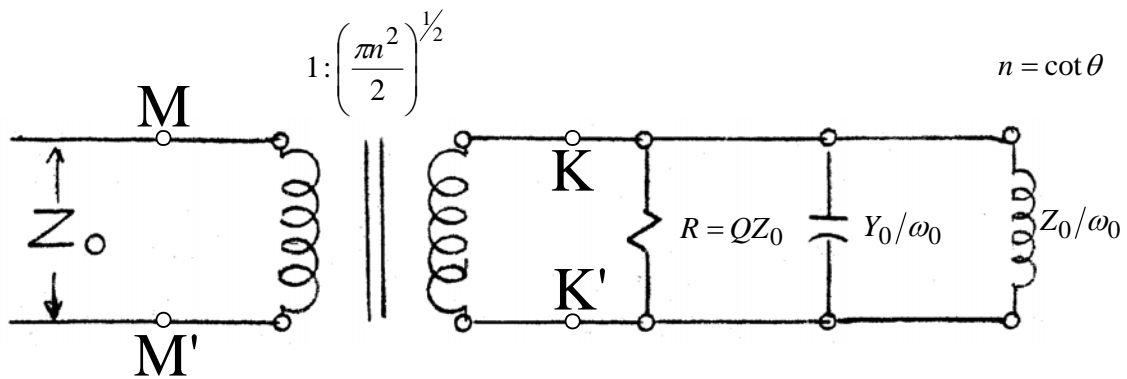 1:(πn²/2)^½
n = cot θ
M
K
Z₀
R = QZ₀
Y₀/ω₀
Z₀/ω₀
K'
M'